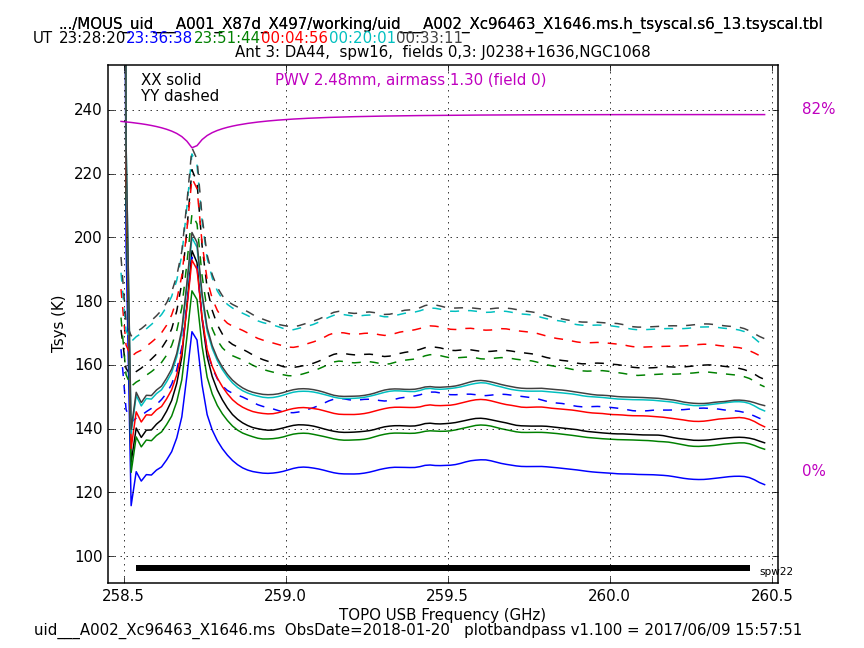 .../MOUS_uid___A001_X87d_X497/working/uid___A002_Xc96463_X1646.ms.h_tsyscal.s6_13.tsyscal.tbl
UT 23:28:20 23:36:38 23:51:44 00:04:56 00:20:01 00:33:11
Ant 3: DA44,  spw16,  fields 0,3: J0238+1636,NGC1068
XX solid
YY dashed
PWV 2.48mm, airmass 1.30 (field 0)
82%
0%
240
220
200
180
160
140
120
100
Tsys (K)
spw22
258.5 259.0 259.5 260.0 260.5
TOPO USB Frequency (GHz)
uid___A002_Xc96463_X1646.ms  ObsDate=2018-01-20   plotbandpass v1.100 = 2017/06/09 15:57:51